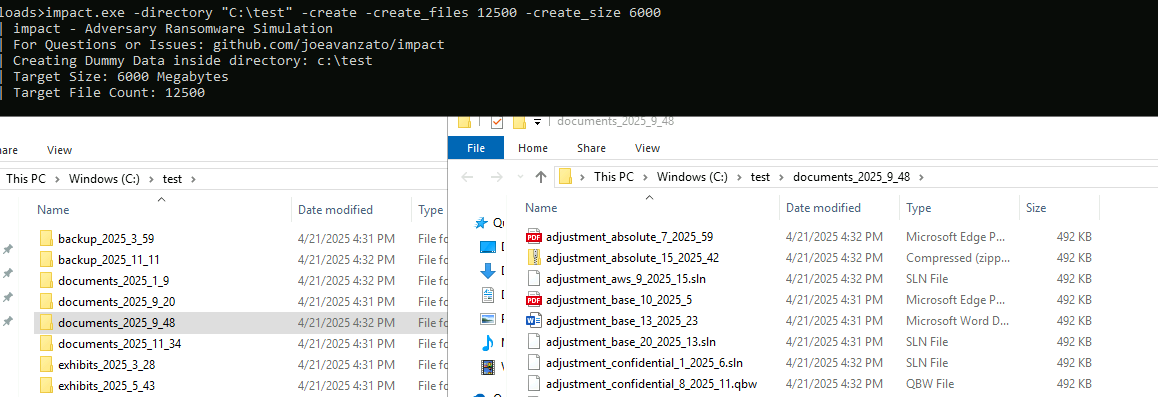 loads>impact.exe -directory "C:\test" -create -create_files 12500 -create_size 6000
| impact - Adversary Ransomware Simulation
| For Questions or Issues: github.com/joeavanzato/impact
| Creating Dummy Data inside directory: c:\test
| Target Size: 6000 Megabytes
| Target File Count: 12500
are View
This PC > Windows (C:) > test >
Name Date modified Type
backup_2025_3_59 4/21/2025 4:31 PM File fo
backup_2025_11_11 4/21/2025 4:31 PM File fo
documents_2025_1_9 4/21/2025 4:32 PM File fo
documents_2025_9_20 4/21/2025 4:31 PM File fo
documents_2025_9_48 4/21/2025 4:32 PM File fo
documents_2025_11_34 4/21/2025 4:31 PM File fo
exhibits_2025_3_28 4/21/2025 4:31 PM File fo
exhibits_2025_5_43 4/21/2025 4:31 PM File fo
documents_2025_9_48
File Home Share View
This PC > Windows (C:) > test > documents_2025_9_48 >
Name Date modified Type Size
adjustment_absolute_7_2025_59 4/21/2025 4:32 PM Microsoft Edge P... 492 KB
adjustment_absolute_15_2025_42 4/21/2025 4:32 PM Compressed (zipp... 492 KB
adjustment_aws_9_2025_15.sln 4/21/2025 4:32 PM SLN File 492 KB
adjustment_base_10_2025_5 4/21/2025 4:31 PM Microsoft Edge P... 492 KB
adjustment_base_13_2025_23 4/21/2025 4:31 PM Microsoft Word D... 492 KB
adjustment_base_20_2025_13.sln 4/21/2025 4:31 PM SLN File 492 KB
adjustment_confidential_1_2025_6.sln 4/21/2025 4:32 PM SLN File 492 KB
adjustment_confidential_8_2025_11.qbw 4/21/2025 4:31 PM QBW File 492 KB